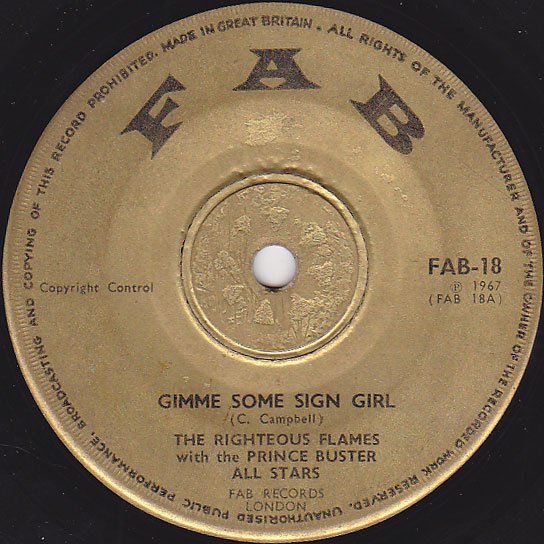 FAB
ALL RIGHTS OF THE MANUFACTURER AND OF THE OWNER OF THE RECORDED WORK RESERVED. UNAUTHORISED PUBLIC PERFORMANCE, BROADCASTING AND COPYING OF THIS RECORD PROHIBITED. MADE IN GREAT BRITAIN.
Copyright Control
FAB-18
℗ 1967
(FAB 18A)
GIMME SOME SIGN GIRL
(C. Campbell)
THE RIGHTEOUS FLAMES
with the PRINCE BUSTER
ALL STARS
FAB RECORDS
LONDON